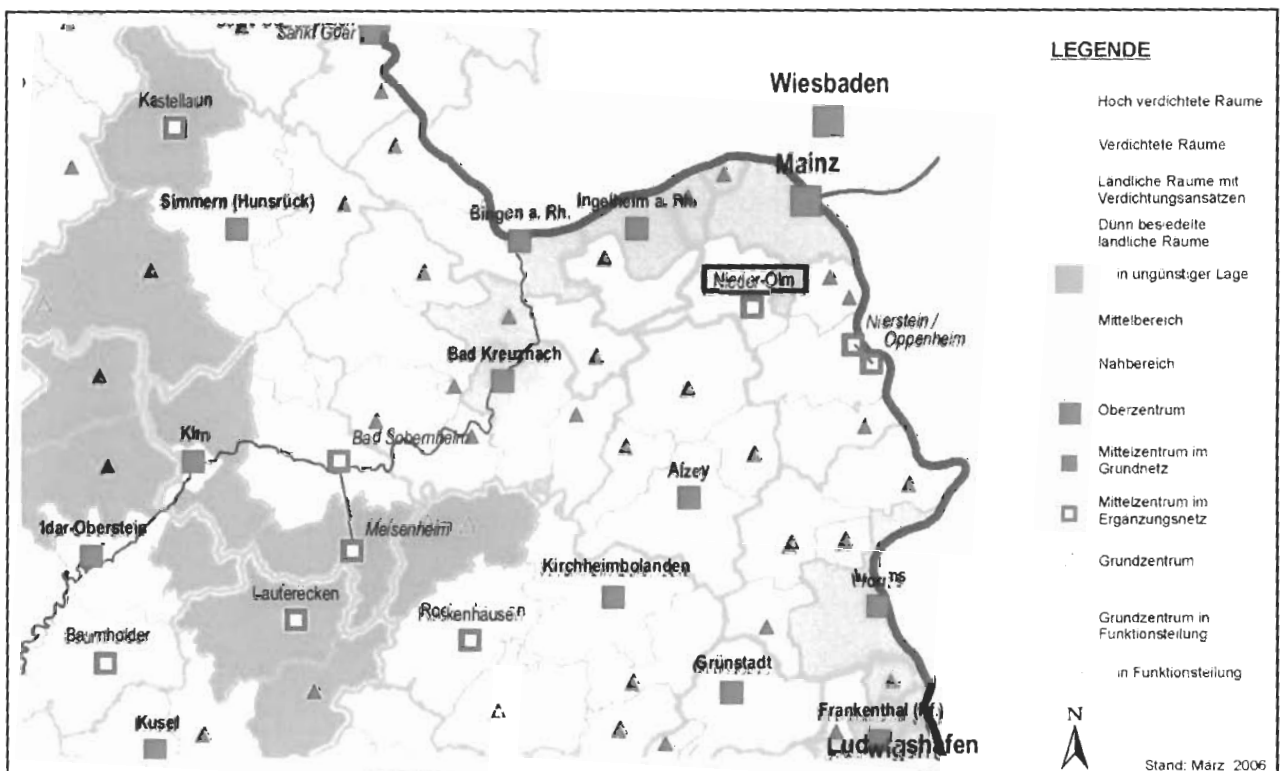 Sankt Goar
Kastellaun
Wiesbaden
Mainz
Simmern (Hunsrück)
Bingen a. Rh.
Ingelheim a. Rh.
Nieder-Olm
Nierstein /
Oppenheim
Bad Kreuznach
Kirn
Bad Sobernheim
Alzey
Idar-Oberstein
Meisenheim
Kirchheimbolanden
Lauterecken
Worms
Baumholder
Grünstadt
Kusel
Frankenthal (Pf.)
Ludwigshafen
LEGENDE
Hoch verdichtete Räume
Verdichtete Räume
Ländliche Räume mit
Verdichtungsansätzen
Dünn besiedelte
ländliche Räume
in ungünstiger Lage
Mittelbereich
Nahbereich
Oberzentrum
Mittelzentrum im
Grundnetz
Mittelzentrum im
Ergänzungsnetz
Grundzentrum
Grundzentrum in
Funktionsteilung
in Funktionsteilung
N
Stand: März 2006